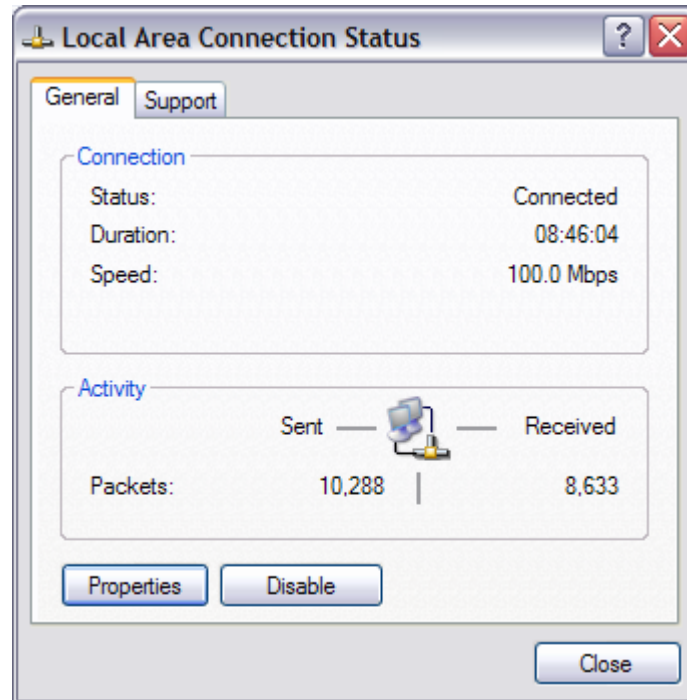 Local Area Connection Status
General Support
Connection
Status: Connected
Duration: 08:46:04
Speed: 100.0 Mbps
Activity
Sent Received
Packets: 10,288 8,633
Properties Disable
Close